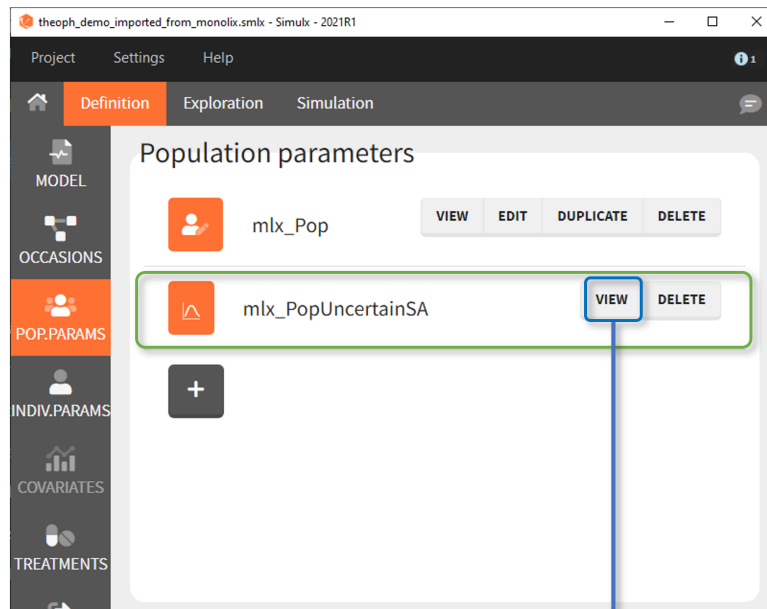 theoph_demo_imported_from_monolix.smlx - Simulx - 2021R1
Project Settings Help
1
Definition Exploration Simulation
Population parameters
MODEL
mlx_Pop VIEW EDIT DUPLICATE DELETE
OCCASIONS
mlx_PopUncertainSA VIEW DELETE
POP.PARAMS
+
INDIV.PARAMS
COVARIATES
TREATMENTS